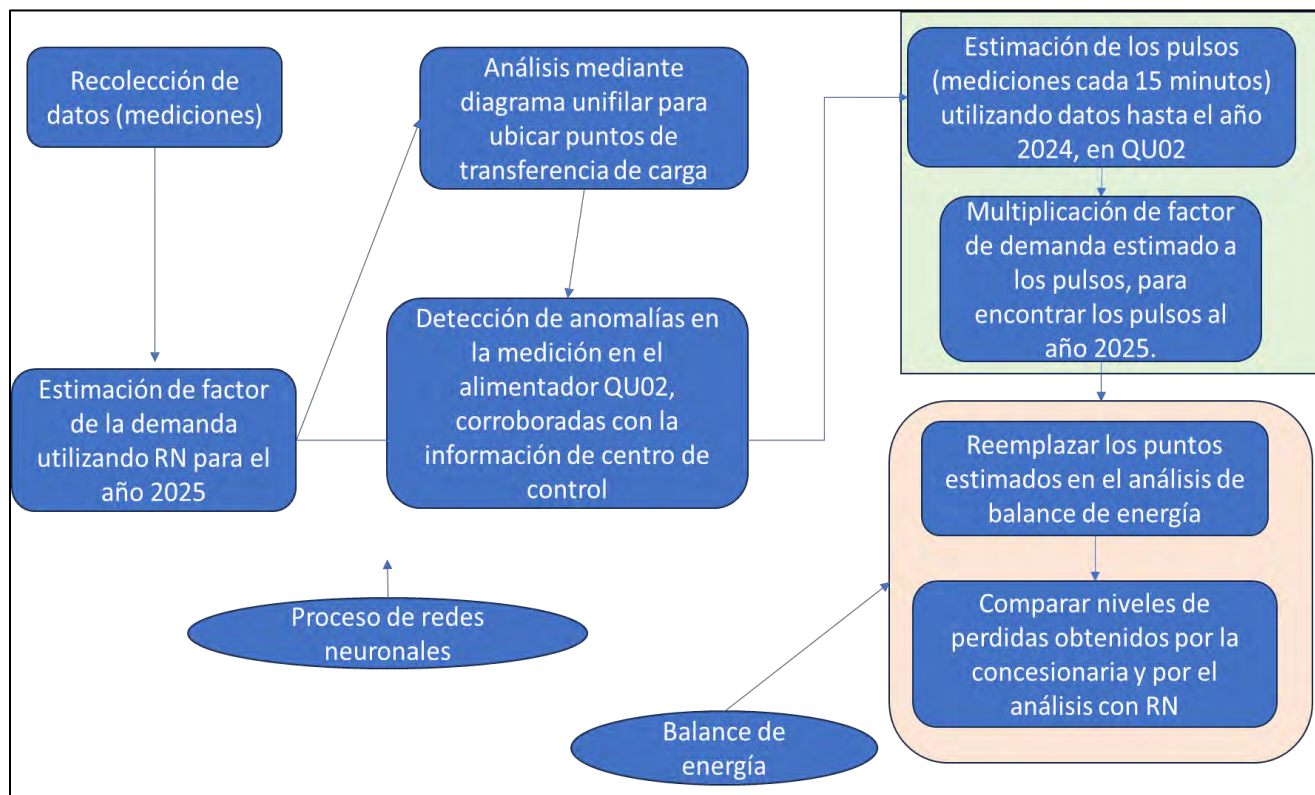 Recolección de
datos (mediciones)
Estimación de factor
de la demanda
utilizando RN para el
año 2025
Análisis mediante
diagrama unifilar para
ubicar puntos de
transferencia de carga
Detección de anomalías en
la medición en el
alimentador QU02,
corroboradas con la
información de centro de
control
Proceso de redes
neuronales
Estimación de los pulsos
(mediciones cada 15 minutos)
utilizando datos hasta el año
2024, en QU02
Multiplicación de factor
de demanda estimado a
los pulsos, para
encontrar los pulsos al
año 2025.
Reemplazar los puntos
estimados en el análisis de
balance de energía
Comparar niveles de
perdidas obtenidos por la
concesionaria y por el
análisis con RN
Balance de
energía